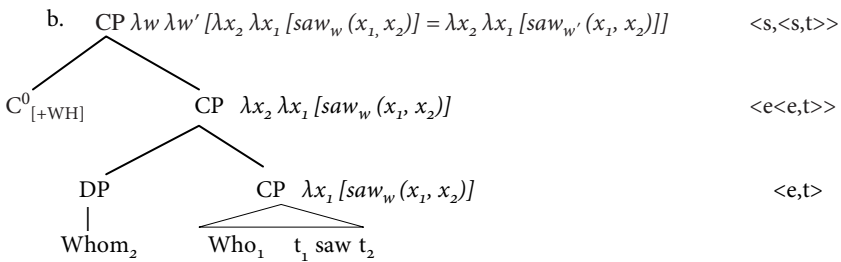 b. CP λw λw′ [λx₂ λx₁ [saw_w (x₁, x₂)] = λx₂ λx₁ [saw_w′ (x₁, x₂)]] <s,<s,t>>
C⁰[+WH] CP λx₂ λx₁ [saw_w (x₁, x₂)] <e<e,t>>
DP CP λx₁ [saw_w (x₁, x₂)] <e,t>
Whom₂ Who₁ t₁ saw t₂